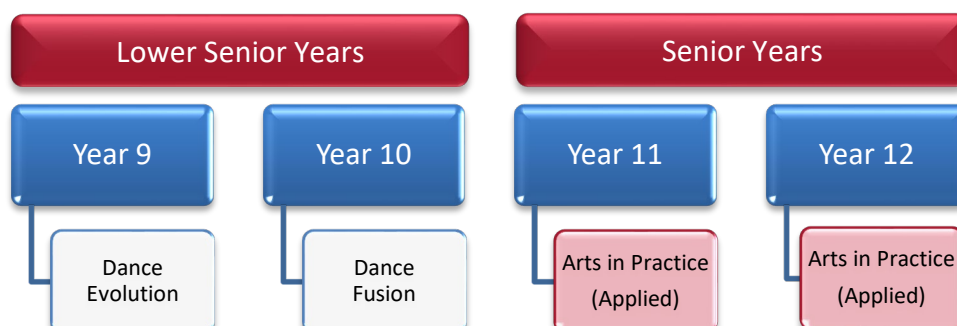 Lower Senior Years
Senior Years
Year 9
Year 10
Year 11
Year 12
Dance
Evolution
Dance
Fusion
Arts in Practice
(Applied)
Arts in Practice
(Applied)